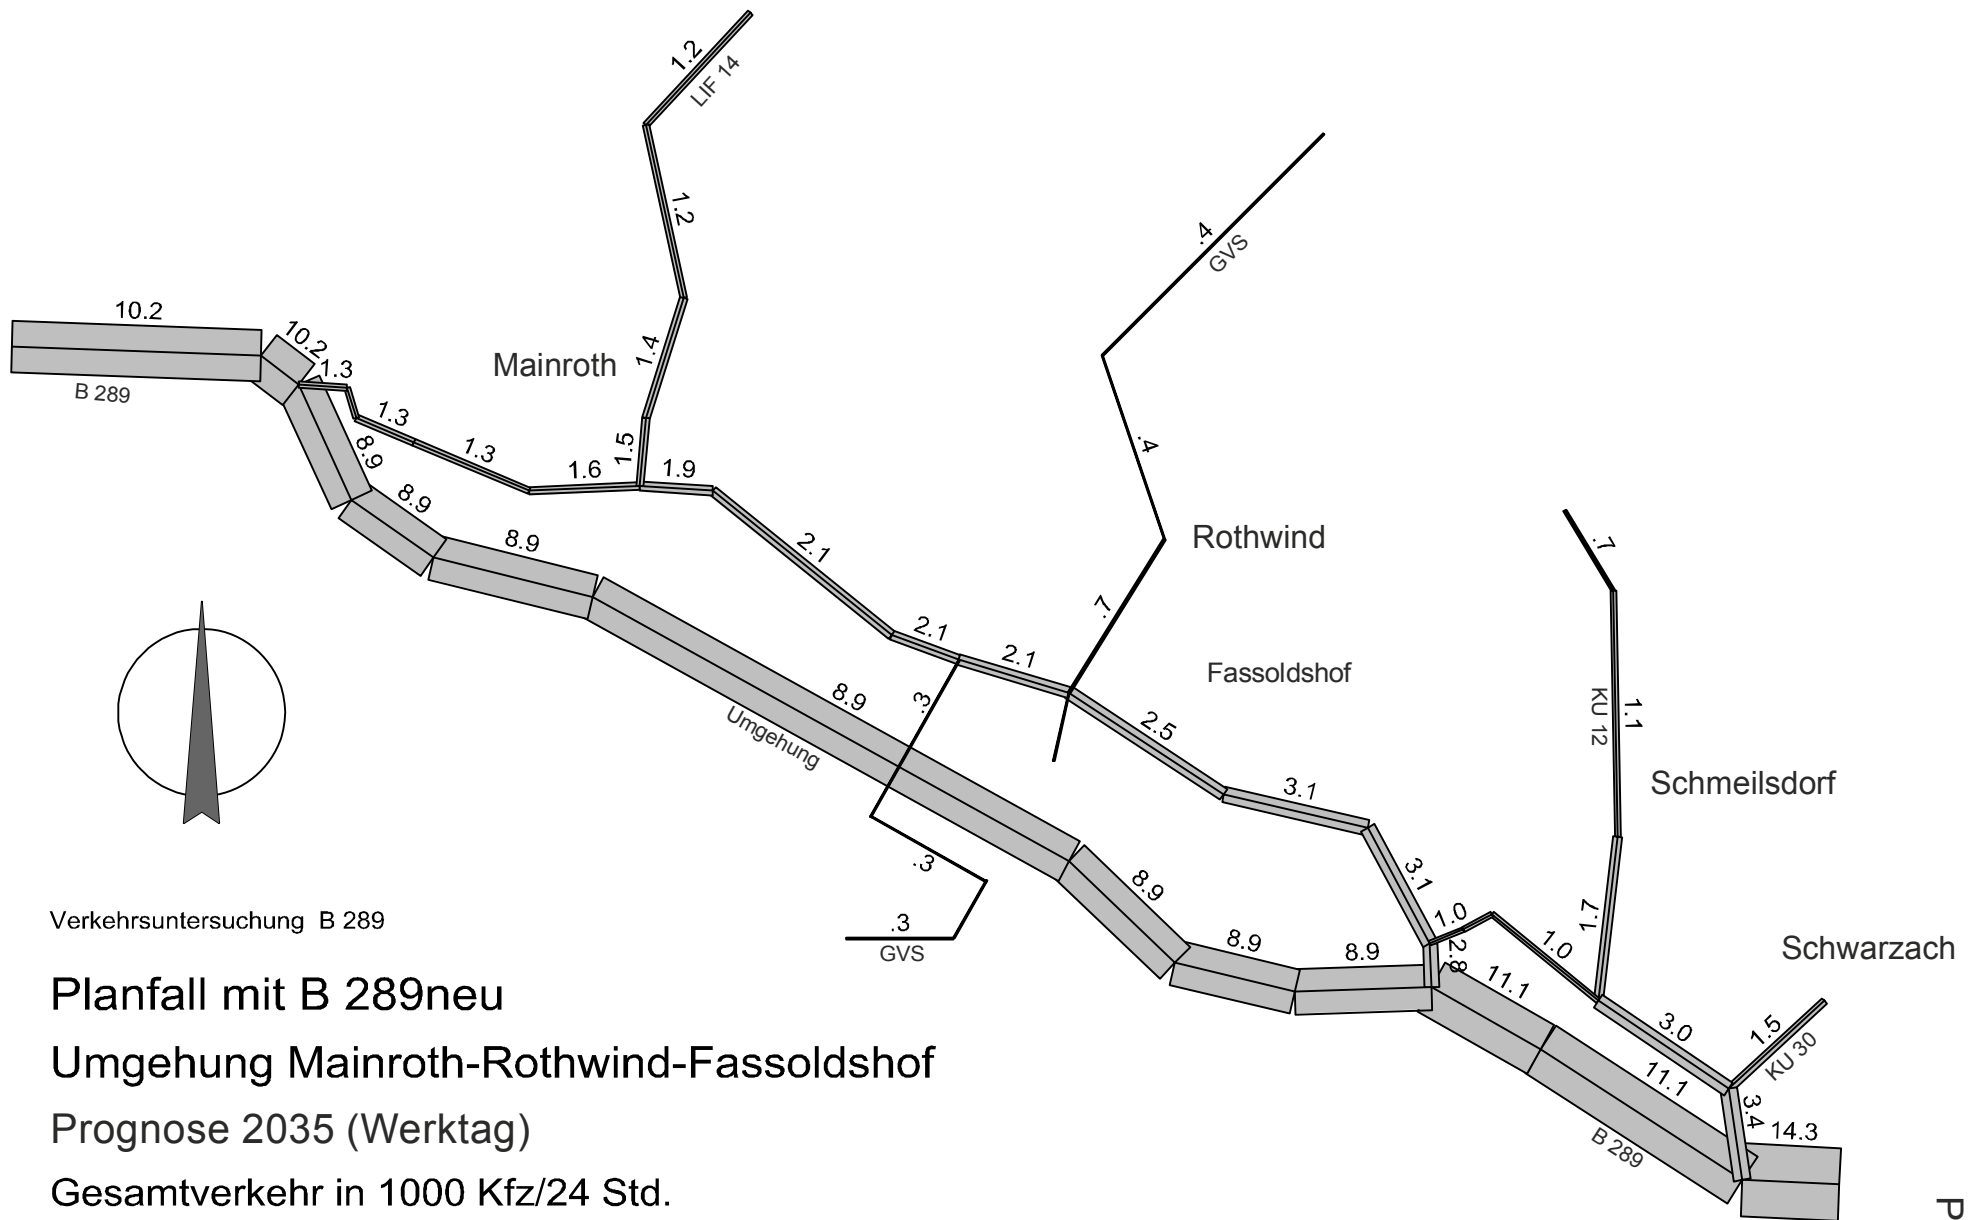 1.2
LIF 14
1.2
.4
GVS
10.2
10.2
1.3
B 289
Mainroth
1.4
.4
1.3
8.9
1.3
1.5
1.6
1.9
8.9
8.9
2.1
Rothwind
.7
.7
2.1
2.1
Fassoldshof
.3
8.9
Umgehung
2.5
KU 12
1.1
3.1
Schmeilsdorf
.3
8.9
3.1
1.0
1.7
.3
GVS
8.9
8.9
2.8
1.0
Schwarzach
11.1
3.0
1.5
KU 30
11.1
3.4
14.3
B 289
Verkehrsuntersuchung B 289
Planfall mit B 289neu
Umgehung Mainroth-Rothwind-Fassoldshof
Prognose 2035 (Werktag)
Gesamtverkehr in 1000 Kfz/24 Std.
P